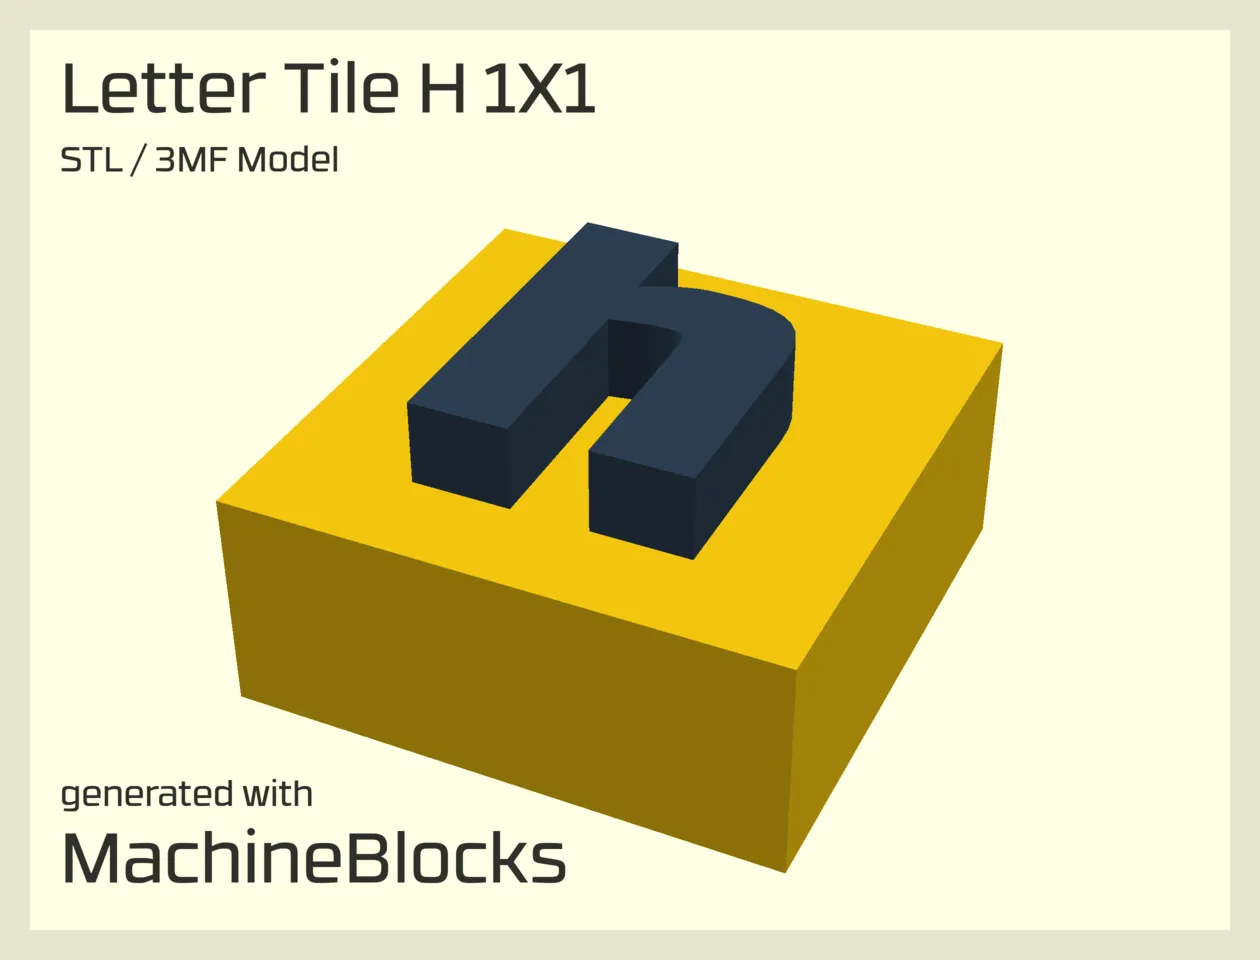 Letter Tile H 1X1
STL / 3MF Model
h
generated with
MachineBlocks